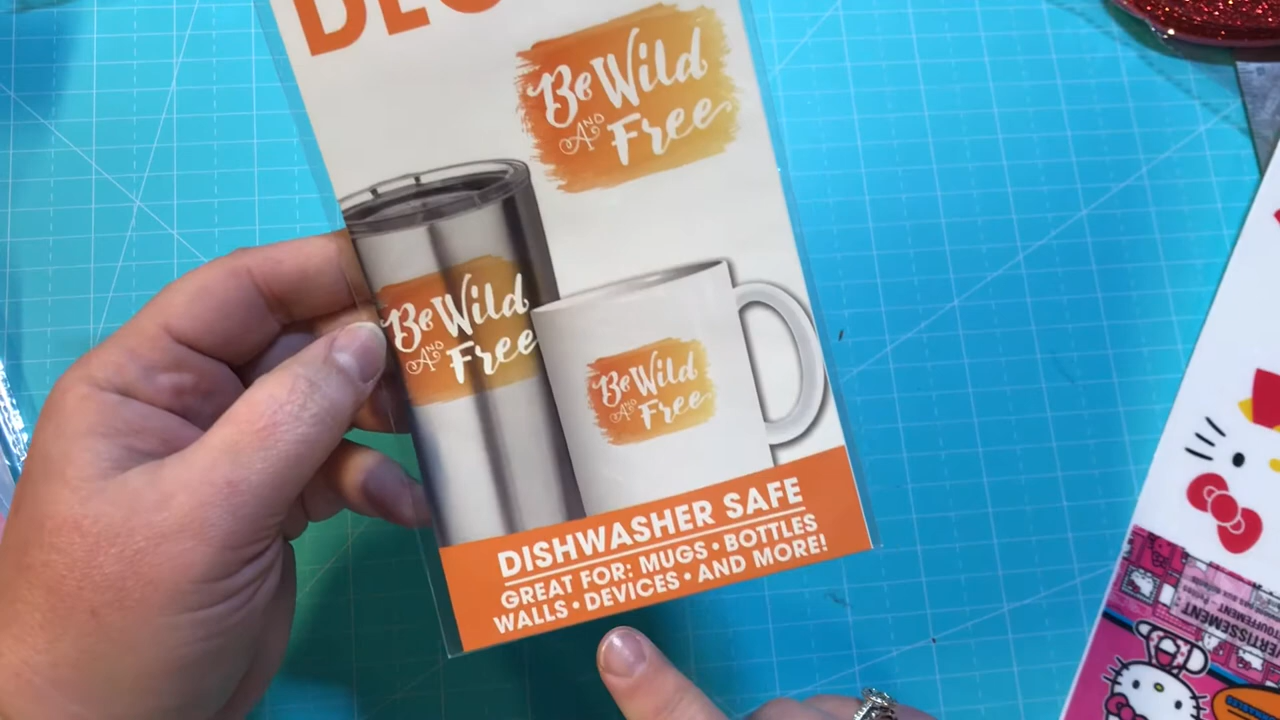 Be Wild
AND Free
Be Wild
AND Free
Be Wild
AND Free
DISHWASHER SAFE
GREAT FOR: MUGS • BOTTLES
WALLS • DEVICES • AND MORE!